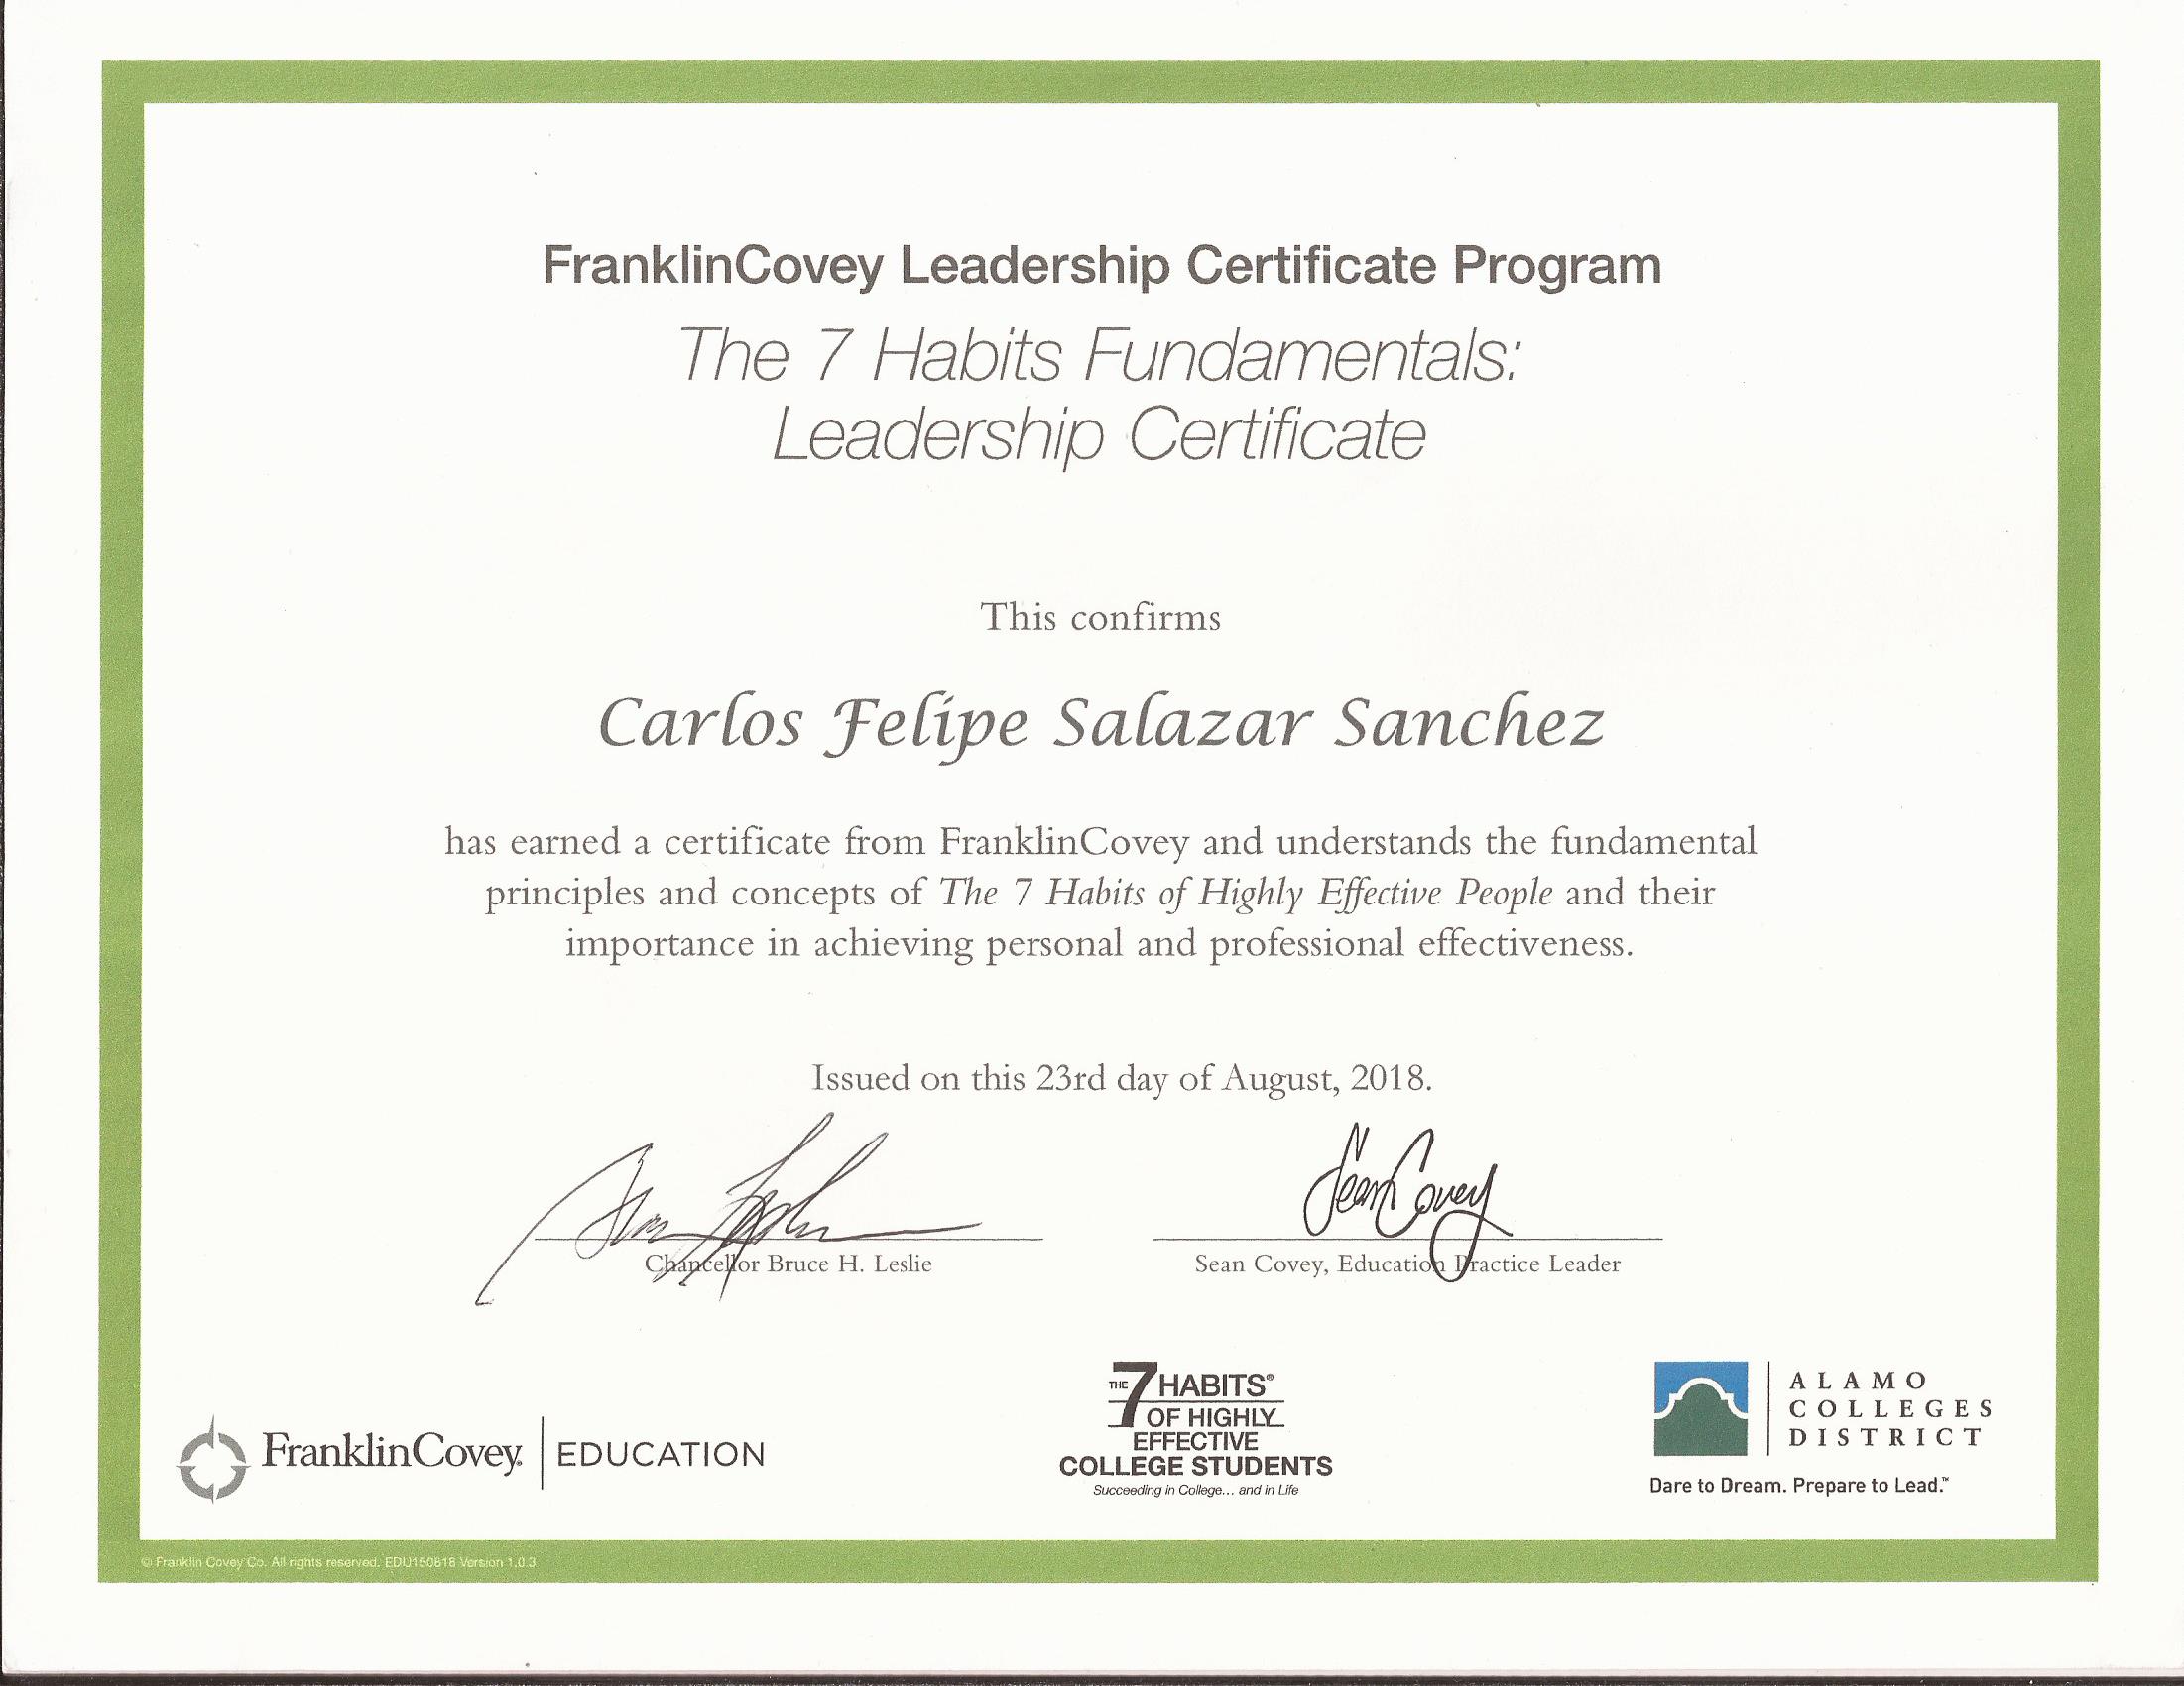 FranklinCovey Leadership Certificate Program
The 7 Habits Fundamentals:
Leadership Certificate
This confirms
Carlos Felipe Salazar Sanchez
has earned a certificate from FranklinCovey and understands the fundamental
principles and concepts of The 7 Habits of Highly Effective People and their
importance in achieving personal and professional effectiveness.
Issued on this 23rd day of August, 2018.
Sean Covey
Chancellor Bruce H. Leslie
Sean Covey, Education Practice Leader
FranklinCovey. EDUCATION
THE 7 HABITS®
OF HIGHLY
EFFECTIVE
COLLEGE STUDENTS
Succeeding in College... and in Life
ALAMO
COLLEGES
DISTRICT
Dare to Dream. Prepare to Lead.™
© Franklin Covey Co. All rights reserved. EDU150618 Version 1.0.3